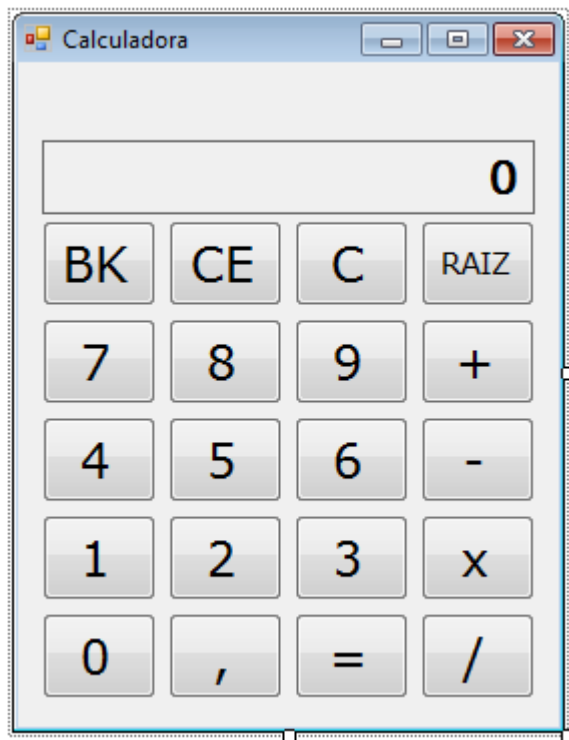 Calculadora
0
BK CE C RAIZ
7 8 9 +
4 5 6 -
1 2 3 x
0 , = /